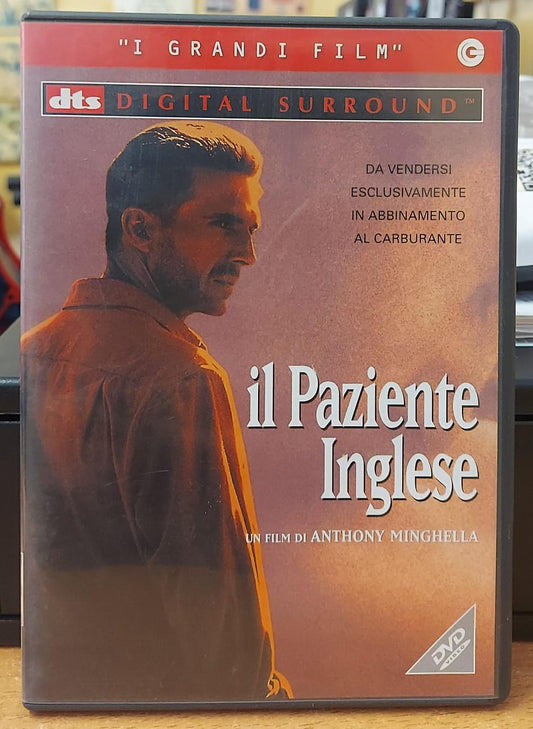 "I GRANDI FILM"
G
dts DIGITAL SURROUND™
DA VENDERSI
ESCLUSIVAMENTE
IN ABBINAMENTO
AL CARBURANTE
il Paziente
Inglese
UN FILM DI ANTHONY MINGHELLA
DVD
VIDEO